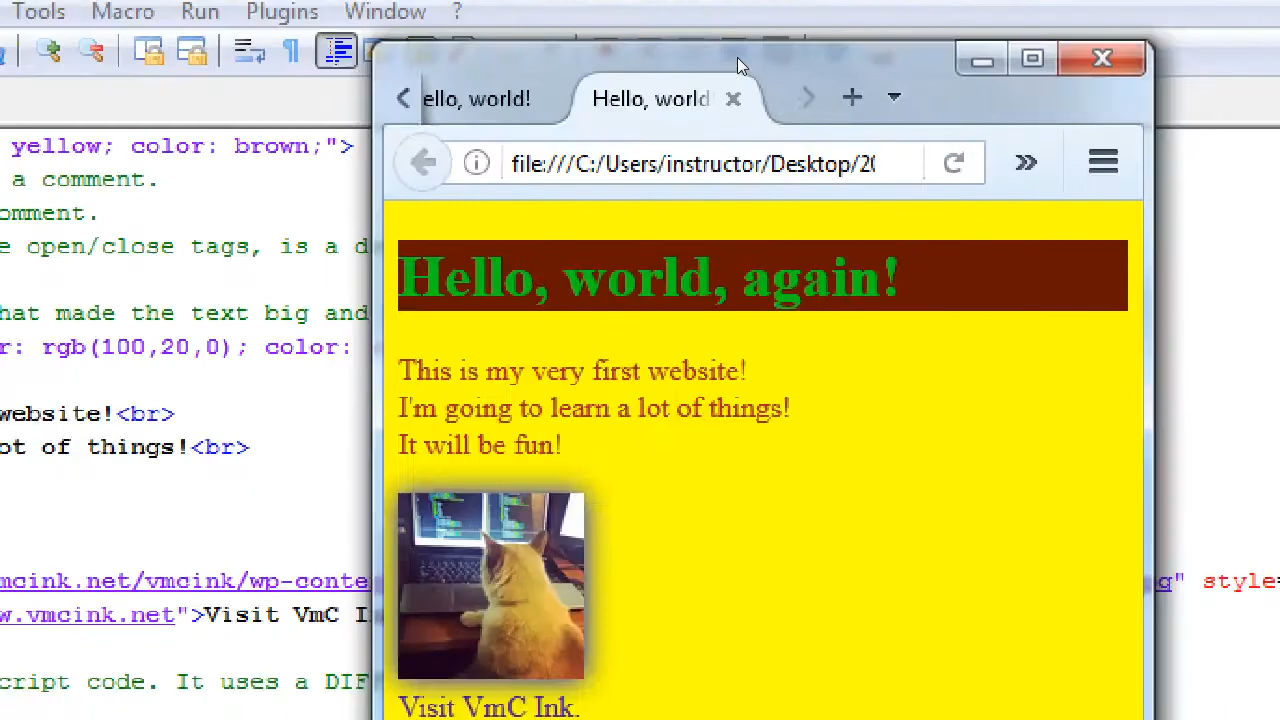 Tools Macro Run Plugins Window ?
ello, world! Hello, world
file:///C:/Users/instructor/Desktop/20
yellow; color: brown;">
a comment.
omment.
e open/close tags, is a d
hat made the text big and
r: rgb(100,20,0); color:
website!<br>
ot of things!<br>
mcink.net/vmcink/wp-conte
g" style=
w.vmcink.net">Visit VmC I
cript code. It uses a DIF
Hello, world, again!
This is my very first website!
I'm going to learn a lot of things!
It will be fun!
Visit VmC Ink.